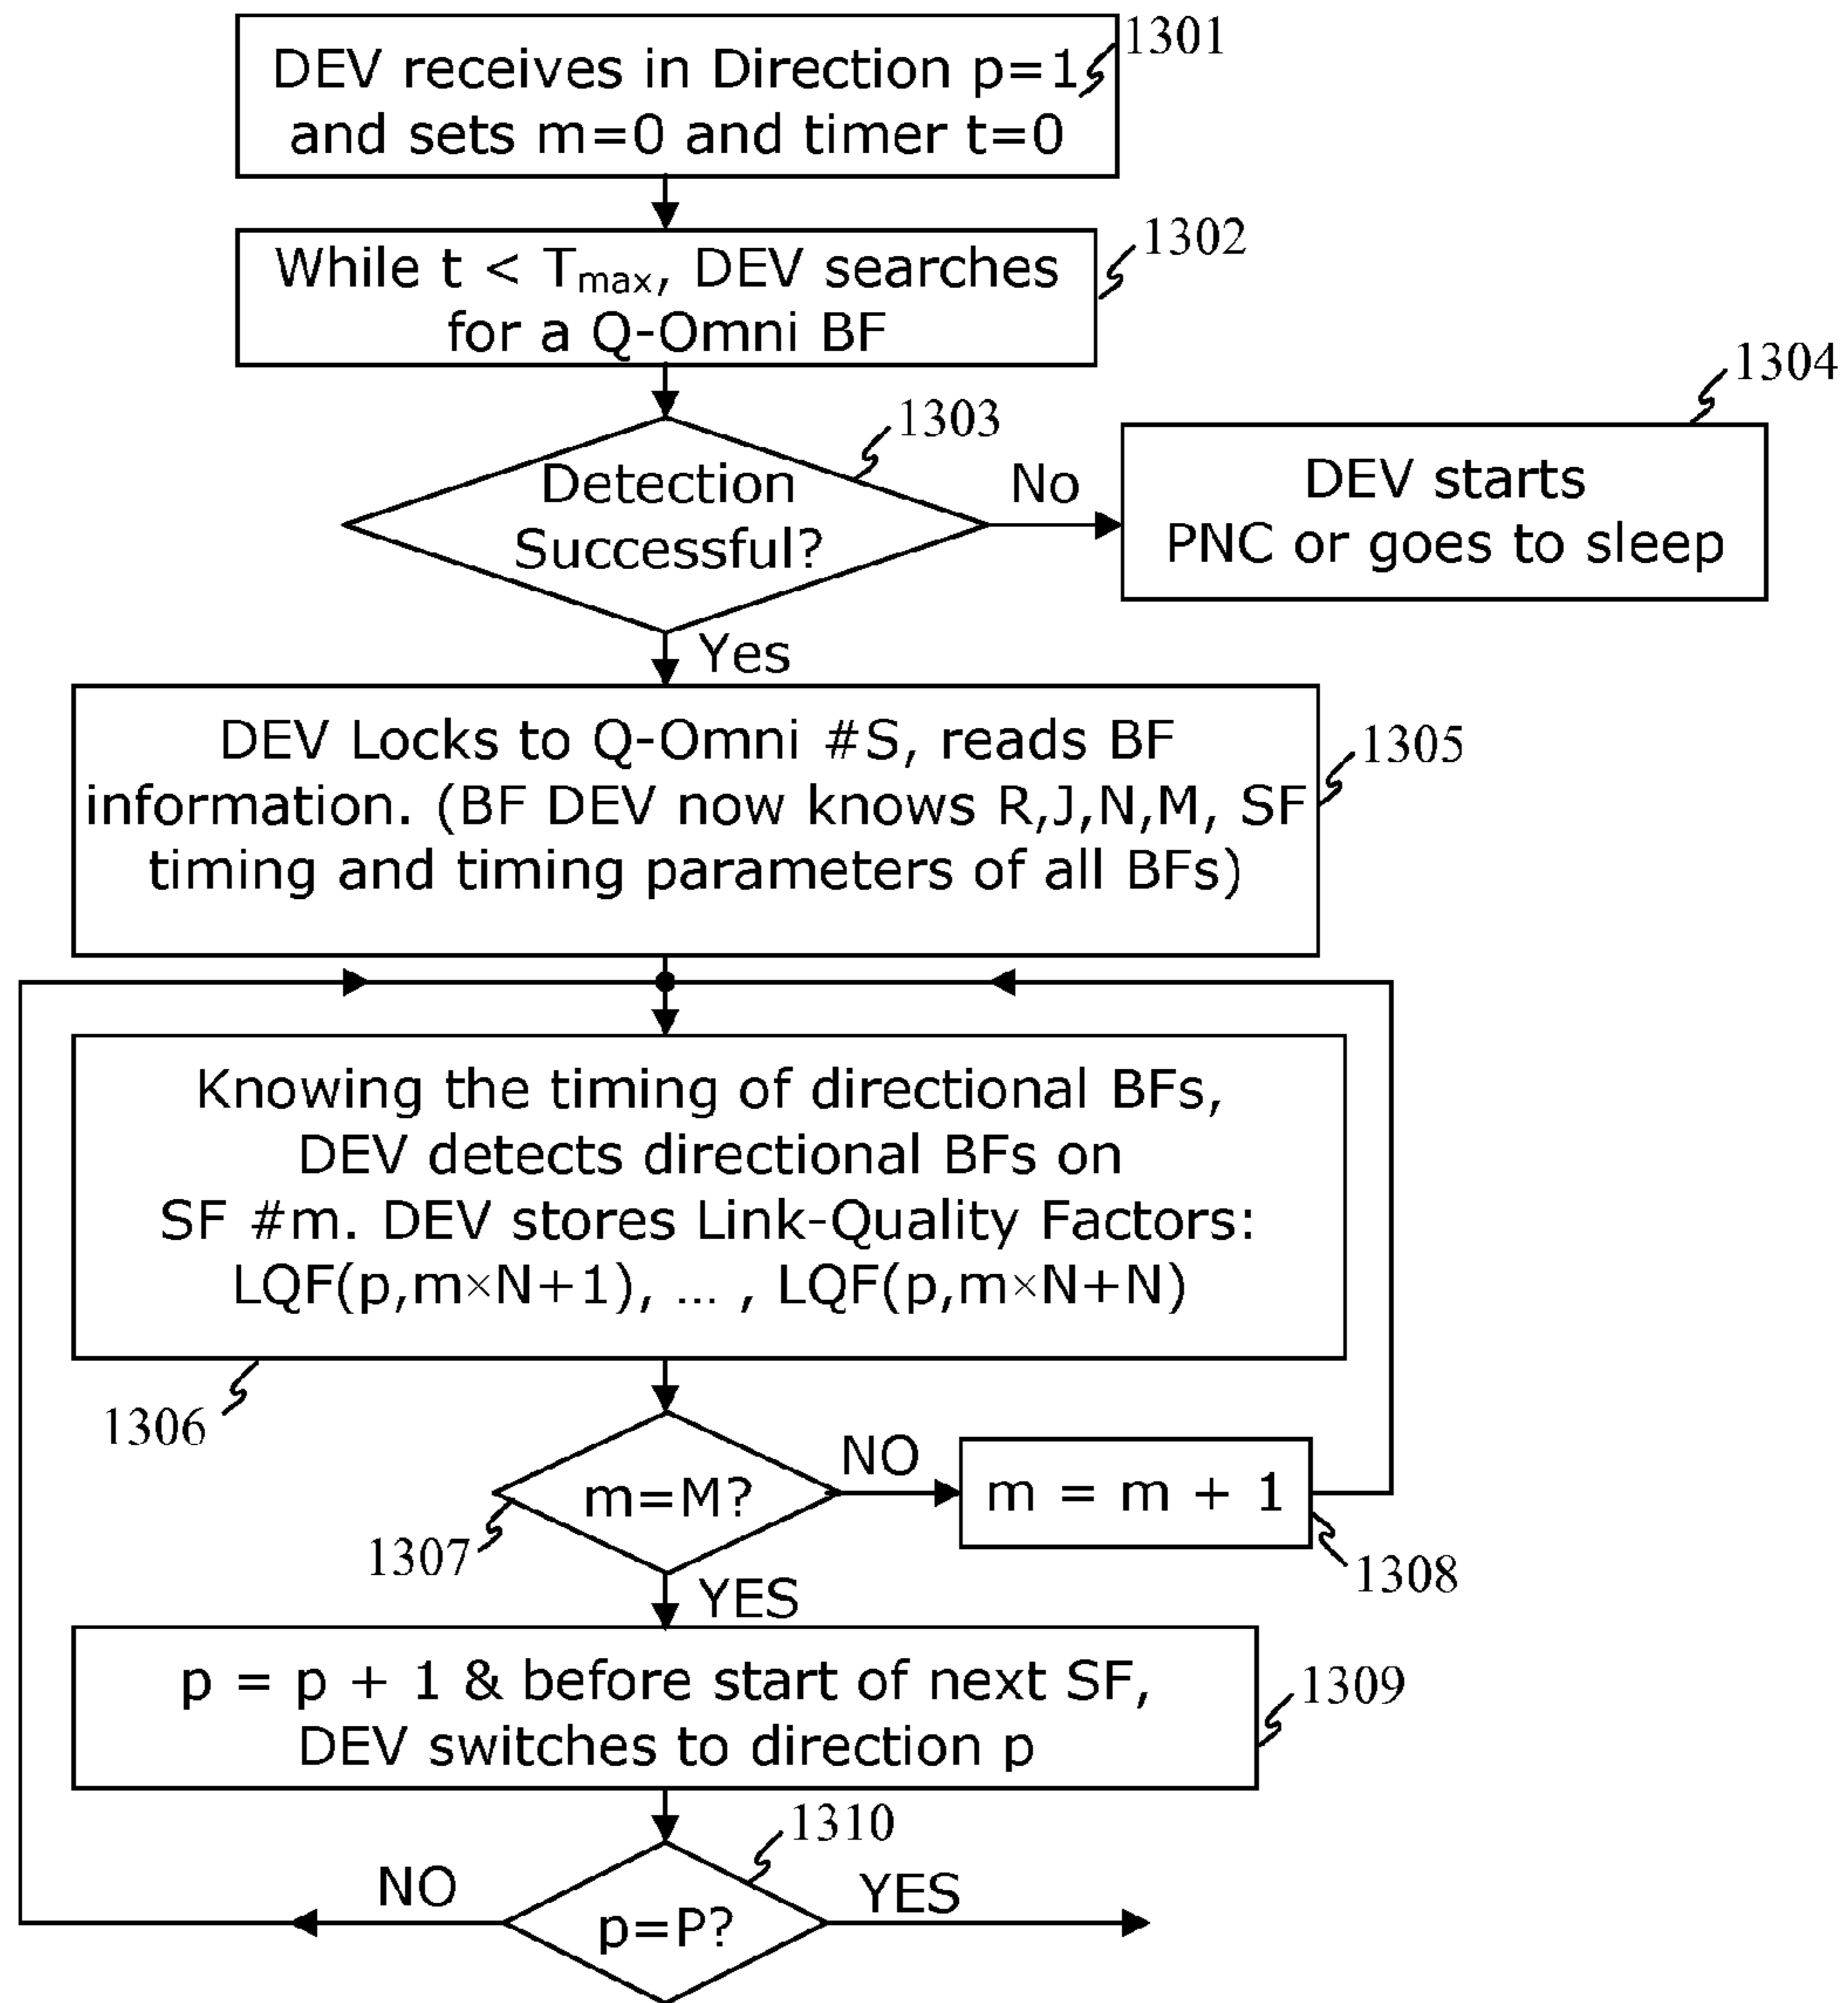 1301
DEV receives in Direction p=1
and sets m=0 and timer t=0
1302
While t < Tmax, DEV searches
for a Q-Omni BF
1303
Detection
Successful?
No
1304
DEV starts
PNC or goes to sleep
Yes
1305
DEV Locks to Q-Omni #S, reads BF
information. (BF DEV now knows R,J,N,M, SF
timing and timing parameters of all BFs)
Knowing the timing of directional BFs,
DEV detects directional BFs on
SF #m. DEV stores Link-Quality Factors:
LQF(p,m×N+1), ... , LQF(p,m×N+N)
1306
m=M?
1307
NO
m = m + 1
1308
YES
p = p + 1 & before start of next SF,
DEV switches to direction p
1309
1310
p=P?
NO
YES